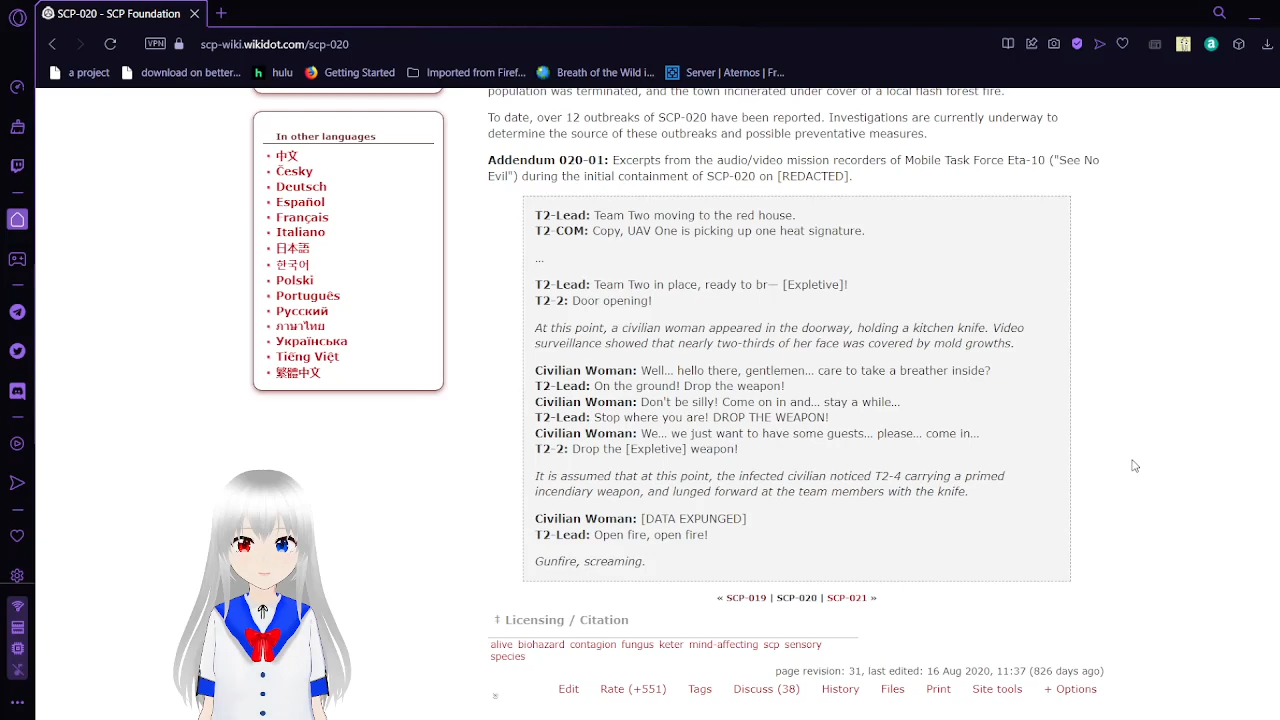 SCP-020 - SCP Foundation
VPN
scp-wiki.wikidot.com/scp-020
a project
download on better...
hulu
Getting Started
Imported from Firef...
Breath of the Wild i...
Server | Aternos | Fr...
In other languages
中文
Česky
Deutsch
Español
Français
Italiano
日本語
한국어
Polski
Português
Русский
ภาษาไทย
Українська
Tiếng Việt
繁體中文
population was terminated, and the town incinerated under cover of a local flash forest fire.
To date, over 12 outbreaks of SCP-020 have been reported. Investigations are currently underway to
determine the source of these outbreaks and possible preventative measures.
Addendum 020-01: Excerpts from the audio/video mission recorders of Mobile Task Force Eta-10 ("See No
Evil") during the initial containment of SCP-020 on [REDACTED].
T2-Lead: Team Two moving to the red house.
T2-COM: Copy, UAV One is picking up one heat signature.
...
T2-Lead: Team Two in place, ready to br— [Expletive]!
T2-2: Door opening!
At this point, a civilian woman appeared in the doorway, holding a kitchen knife. Video
surveillance showed that nearly two-thirds of her face was covered by mold growths.
Civilian Woman: Well... hello there, gentlemen... care to take a breather inside?
T2-Lead: On the ground! Drop the weapon!
Civilian Woman: Don't be silly! Come on in and... stay a while...
T2-Lead: Stop where you are! DROP THE WEAPON!
Civilian Woman: We... we just want to have some guests... please... come in...
T2-2: Drop the [Expletive] weapon!
It is assumed that at this point, the infected civilian noticed T2-4 carrying a primed
incendiary weapon, and lunged forward at the team members with the knife.
Civilian Woman: [DATA EXPUNGED]
T2-Lead: Open fire, open fire!
Gunfire, screaming.
« SCP-019 | SCP-020 | SCP-021 »
‡ Licensing / Citation
alive biohazard contagion fungus keter mind-affecting scp sensory
species
page revision: 31, last edited: 16 Aug 2020, 11:37 (826 days ago)
Edit Rate (+551) Tags Discuss (38) History Files Print Site tools + Options